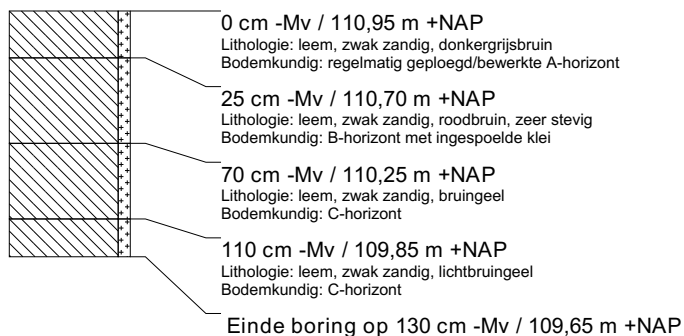 0 cm -Mv / 110,95 m +NAP
Lithologie: leem, zwak zandig, donkergrijsbruin
Bodemkundig: regelmatig geploegd/bewerkte A-horizont
25 cm -Mv / 110,70 m +NAP
Lithologie: leem, zwak zandig, roodbruin, zeer stevig
Bodemkundig: B-horizont met ingespoelde klei
70 cm -Mv / 110,25 m +NAP
Lithologie: leem, zwak zandig, bruingeel
Bodemkundig: C-horizont
110 cm -Mv / 109,85 m +NAP
Lithologie: leem, zwak zandig, lichtbruingeel
Bodemkundig: C-horizont
Einde boring op 130 cm -Mv / 109,65 m +NAP